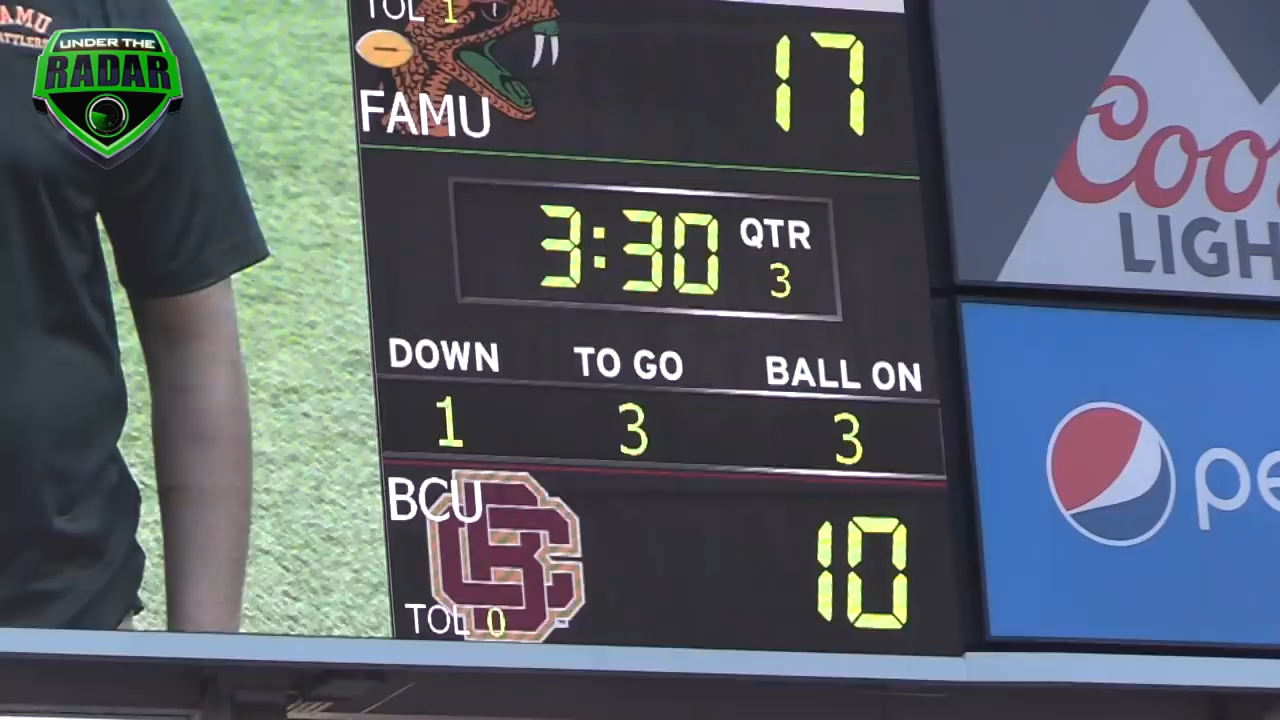 AMU
UNDER THE
RADAR
TOL 1
17
FAMU
3:30
QTR
3
DOWN
TO GO
BALL ON
1
3
3
BCU
10
TOL 0
Coo
LIGH
pe